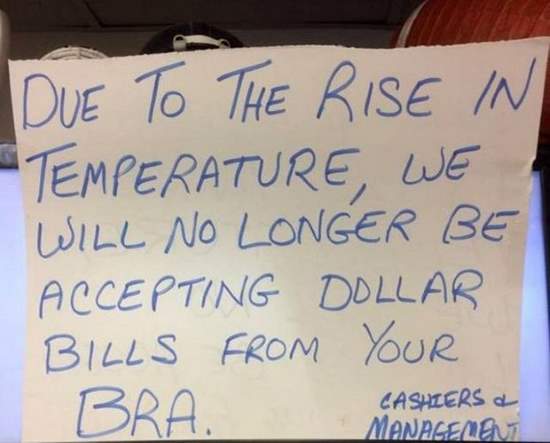 DUE TO THE RISE IN
TEMPERATURE, WE
WILL NO LONGER BE
ACCEPTING DOLLAR
BILLS FROM YOUR
BRA.
CASHIERS &
MANAGEMENT